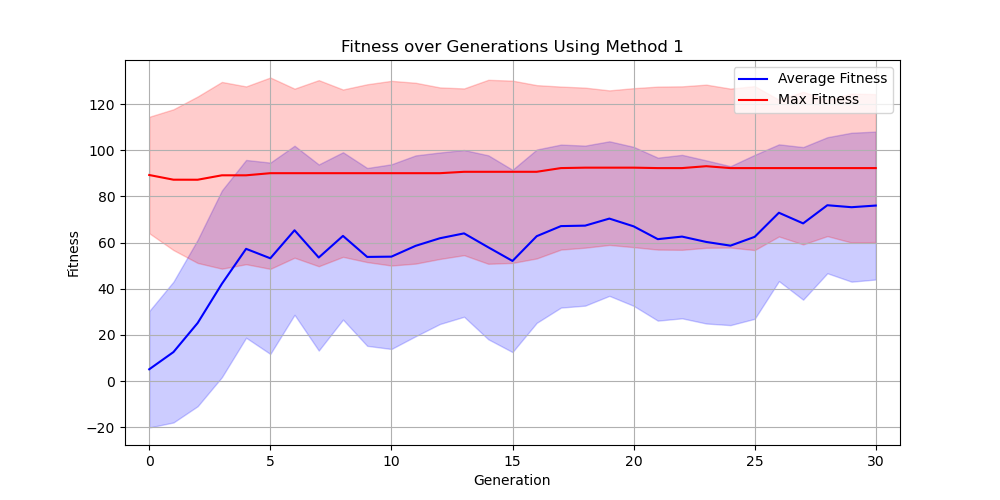 Fitness over Generations Using Method 1
Average Fitness
Max Fitness
120
100
80
60
40
20
0
−20
Fitness
0 5 10 15 20 25 30
Generation